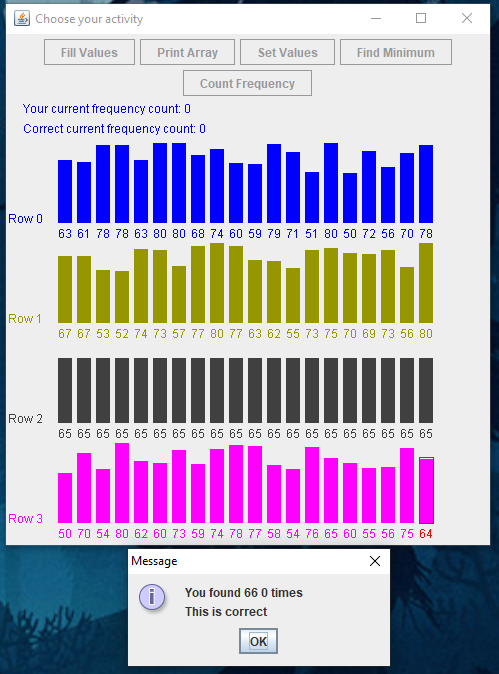 Choose your activity
Fill Values Print Array Set Values Find Minimum
Count Frequency
Your current frequency count: 0
Correct current frequency count: 0
Row 0
63 61 78 78 63 80 80 68 74 60 59 79 71 51 80 50 72 56 70 78
Row 1
67 67 53 52 74 73 57 77 80 77 63 62 55 73 75 70 69 73 56 80
Row 2
65 65 65 65 65 65 65 65 65 65 65 65 65 65 65 65 65 65 65 65
Row 3
50 70 54 80 62 60 73 59 74 78 77 58 54 76 65 60 55 56 75 64
Message
You found 66 0 times
This is correct
OK